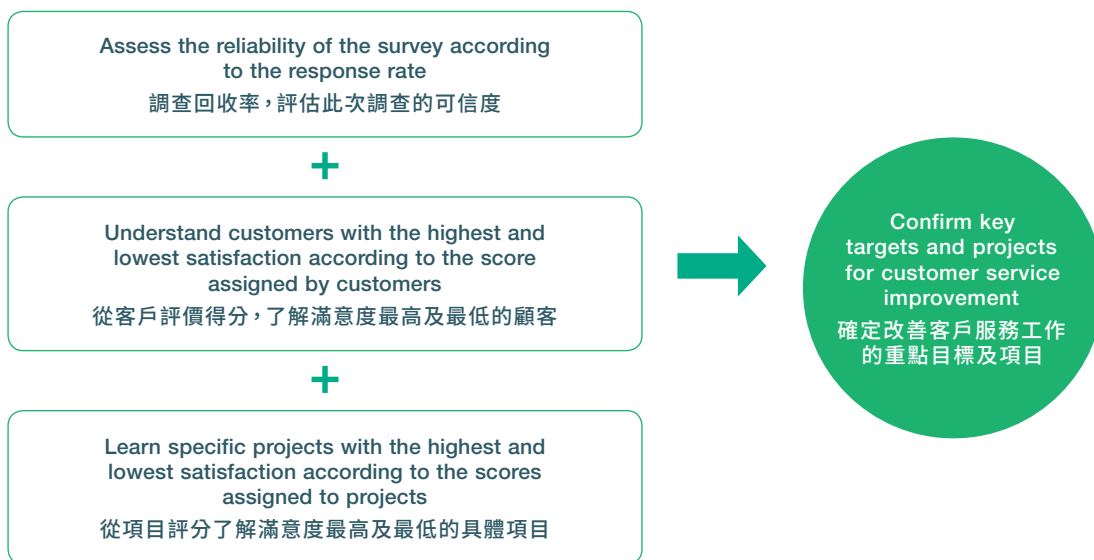 Assess the reliability of the survey according
to the response rate
調查回收率，評估此次調查的可信度
+
Understand customers with the highest and
lowest satisfaction according to the score
assigned by customers
從客戶評價得分，了解滿意度最高及最低的顧客
+
Learn specific projects with the highest and
lowest satisfaction according to the scores
assigned to projects
從項目評分了解滿意度最高及最低的具體項目
Confirm key
targets and projects
for customer service
improvement
確定改善客戶服務工作
的重點目標及項目